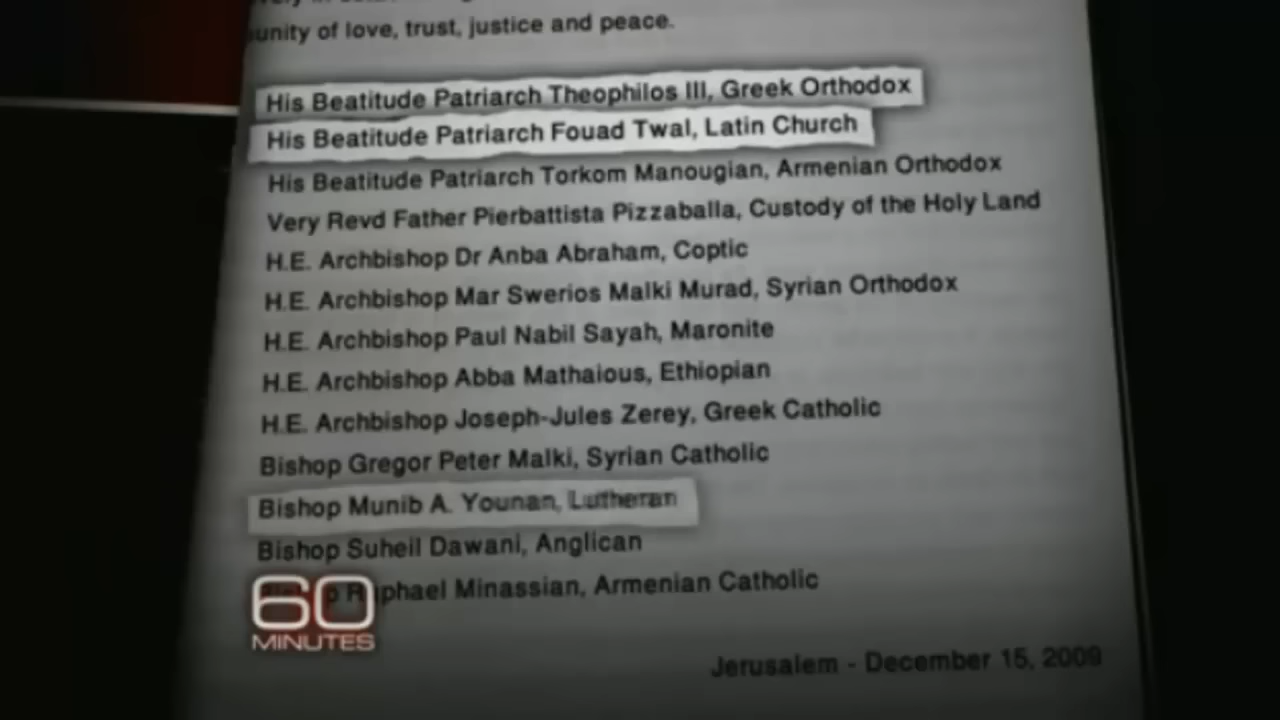 unity of love, trust, justice and peace.
His Beatitude Patriarch Theophilos III, Greek Orthodox
His Beatitude Patriarch Fouad Twal, Latin Church
His Beatitude Patriarch Torkom Manougian, Armenian Orthodox
Very Revd Father Pierbattista Pizzaballa, Custody of the Holy Land
H.E. Archbishop Dr Anba Abraham, Coptic
H.E. Archbishop Mar Swerios Malki Murad, Syrian Orthodox
H.E. Archbishop Paul Nabil Sayah, Maronite
H.E. Archbishop Abba Mathaious, Ethiopian
H.E. Archbishop Joseph-Jules Zerey, Greek Catholic
Bishop Gregor Peter Malki, Syrian Catholic
Bishop Munib A. Younan, Lutheran
Bishop Suheil Dawani, Anglican
phael Minassian, Armenian Catholic
60
MINUTES
Jerusalem - December 15, 2009